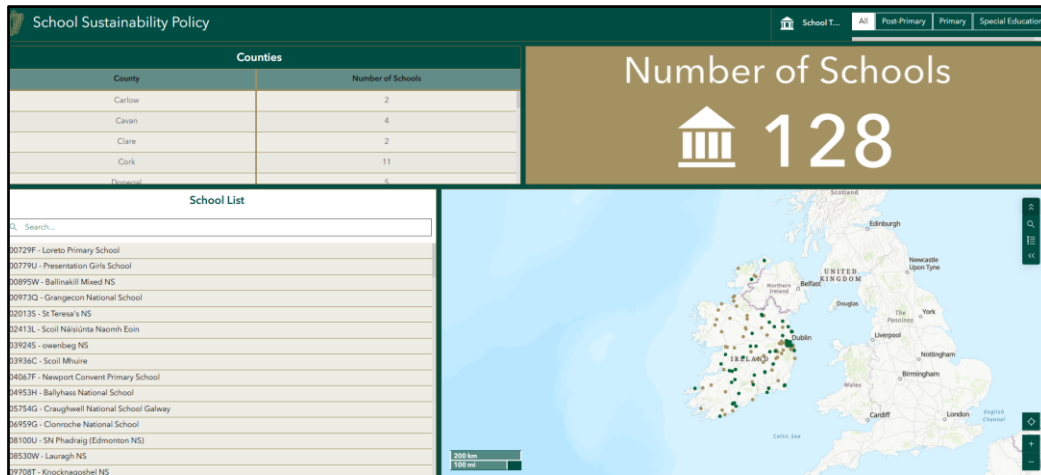 School Sustainability Policy
School T...
All
Post-Primary
Primary
Special Education
Counties
County Number of Schools
Carlow 2
Cavan 4
Clare 2
Cork 11
Donegal 5
Number of Schools
128
School List
Search...
00729F - Loreto Primary School
00779U - Presentation Girls School
00895W - Ballinakill Mixed NS
00973Q - Grangecon National School
02013S - St Teresa's NS
02413L - Scoil Náisiúnta Naomh Eoin
03924S - owenbeg NS
03936C - Scoil Mhuire
04067F - Newport Convent Primary School
04953H - Ballyhass National School
05754G - Craughwell National School Galway
06959G - Clonroche National School
08100U - SN Phadraig (Edmonton NS)
08530W - Lauragh NS
09708T - Knocknagoshel NS
Scotland
Edinburgh
Newcastle
Upon Tyne
UNITED
KINGDOM
Northern
Ireland
Belfast
Douglas
The
Pennines
York
Dublin
Liverpool
IRELAND
Nottingham
Birmingham
Wales
Cardiff
London
English
Channel
Celtic Sea
200 km
100 mi